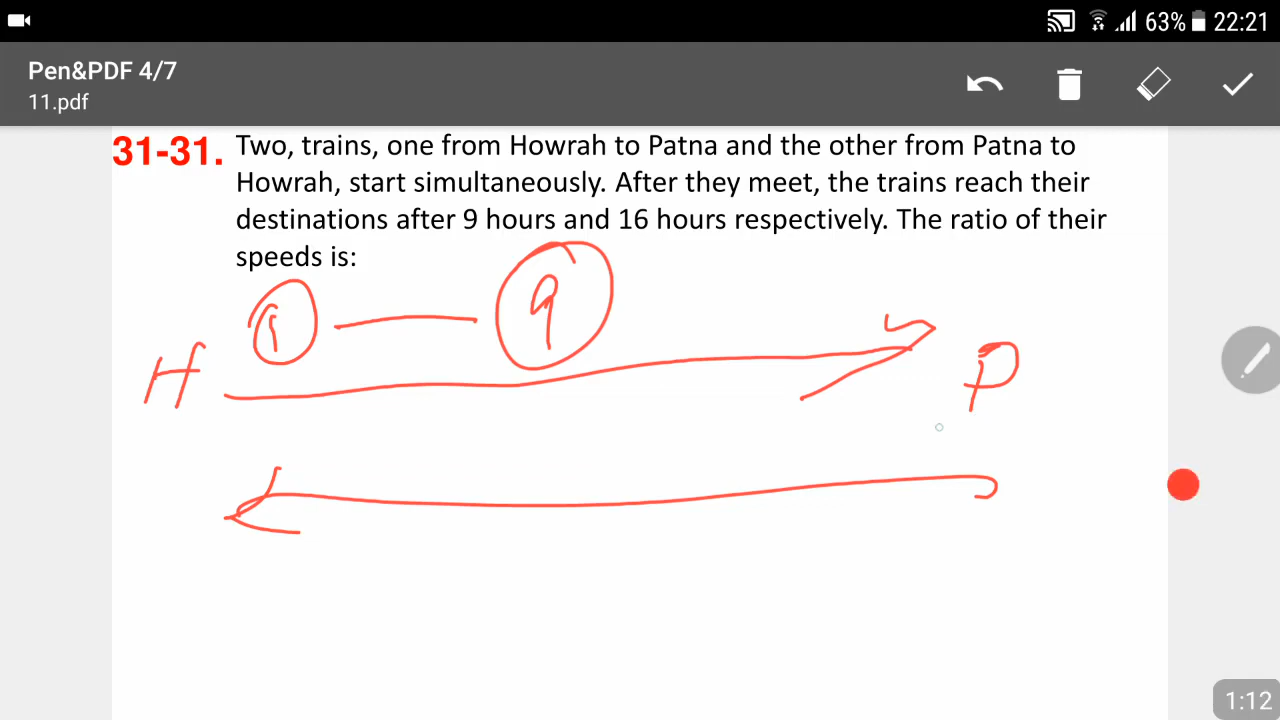 63% 22:21
Pen&PDF 4/7
11.pdf
31-31. Two, trains, one from Howrah to Patna and the other from Patna to
Howrah, start simultaneously. After they meet, the trains reach their
destinations after 9 hours and 16 hours respectively. The ratio of their
speeds is:
9
H
P
1:12